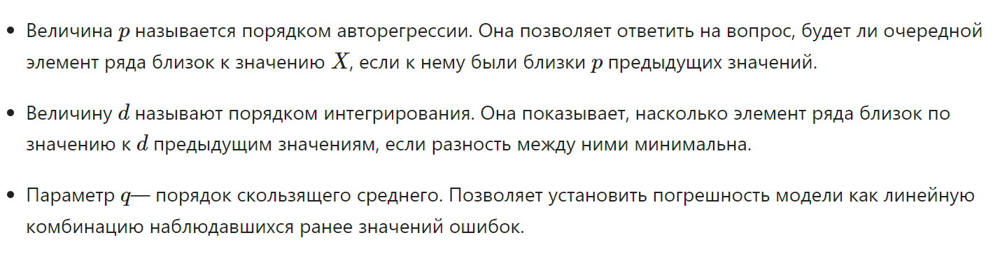 • Величина p называется порядком авторегрессии. Она позволяет ответить на вопрос, будет ли очередной
элемент ряда близок к значению X, если к нему были близки p предыдущих значений.
• Величину d называют порядком интегрирования. Она показывает, насколько элемент ряда близок по
значению к d предыдущим значениям, если разность между ними минимальна.
• Параметр q— порядок скользящего среднего. Позволяет установить погрешность модели как линейную
комбинацию наблюдавшихся ранее значений ошибок.